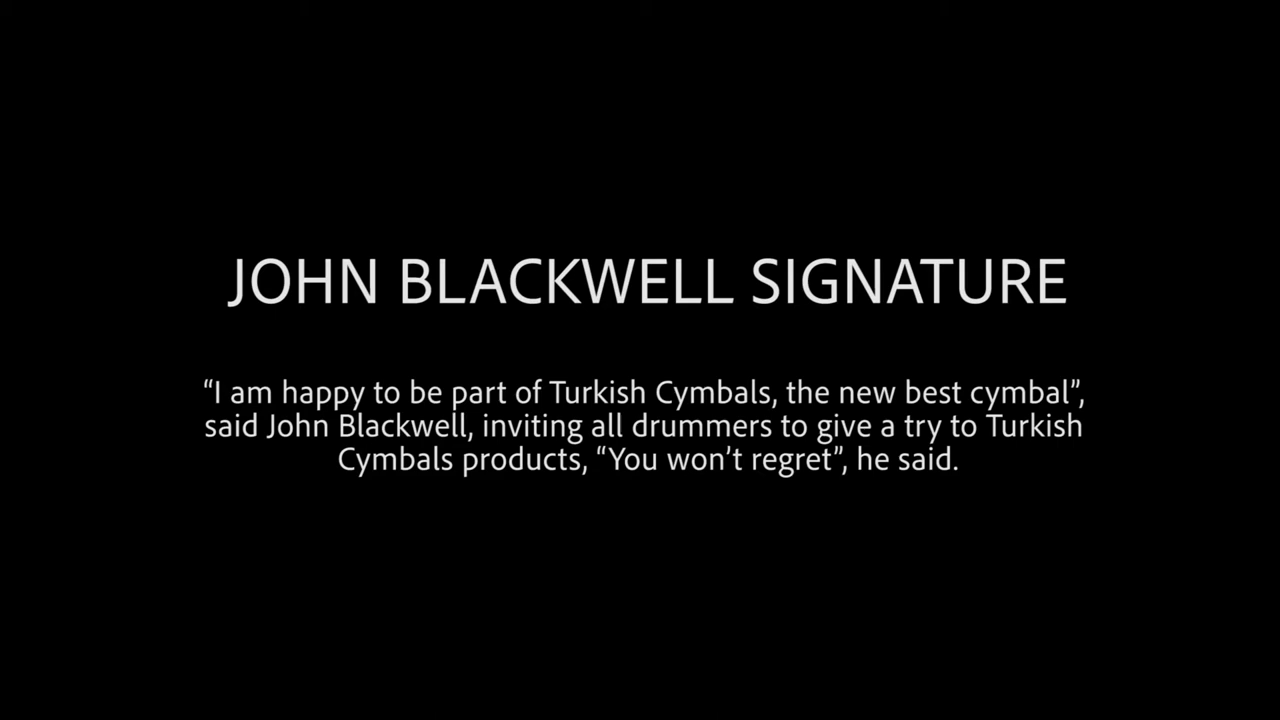 JOHN BLACKWELL SIGNATURE
“I am happy to be part of Turkish Cymbals, the new best cymbal”,
said John Blackwell, inviting all drummers to give a try to Turkish
Cymbals products, “You won’t regret”, he said.